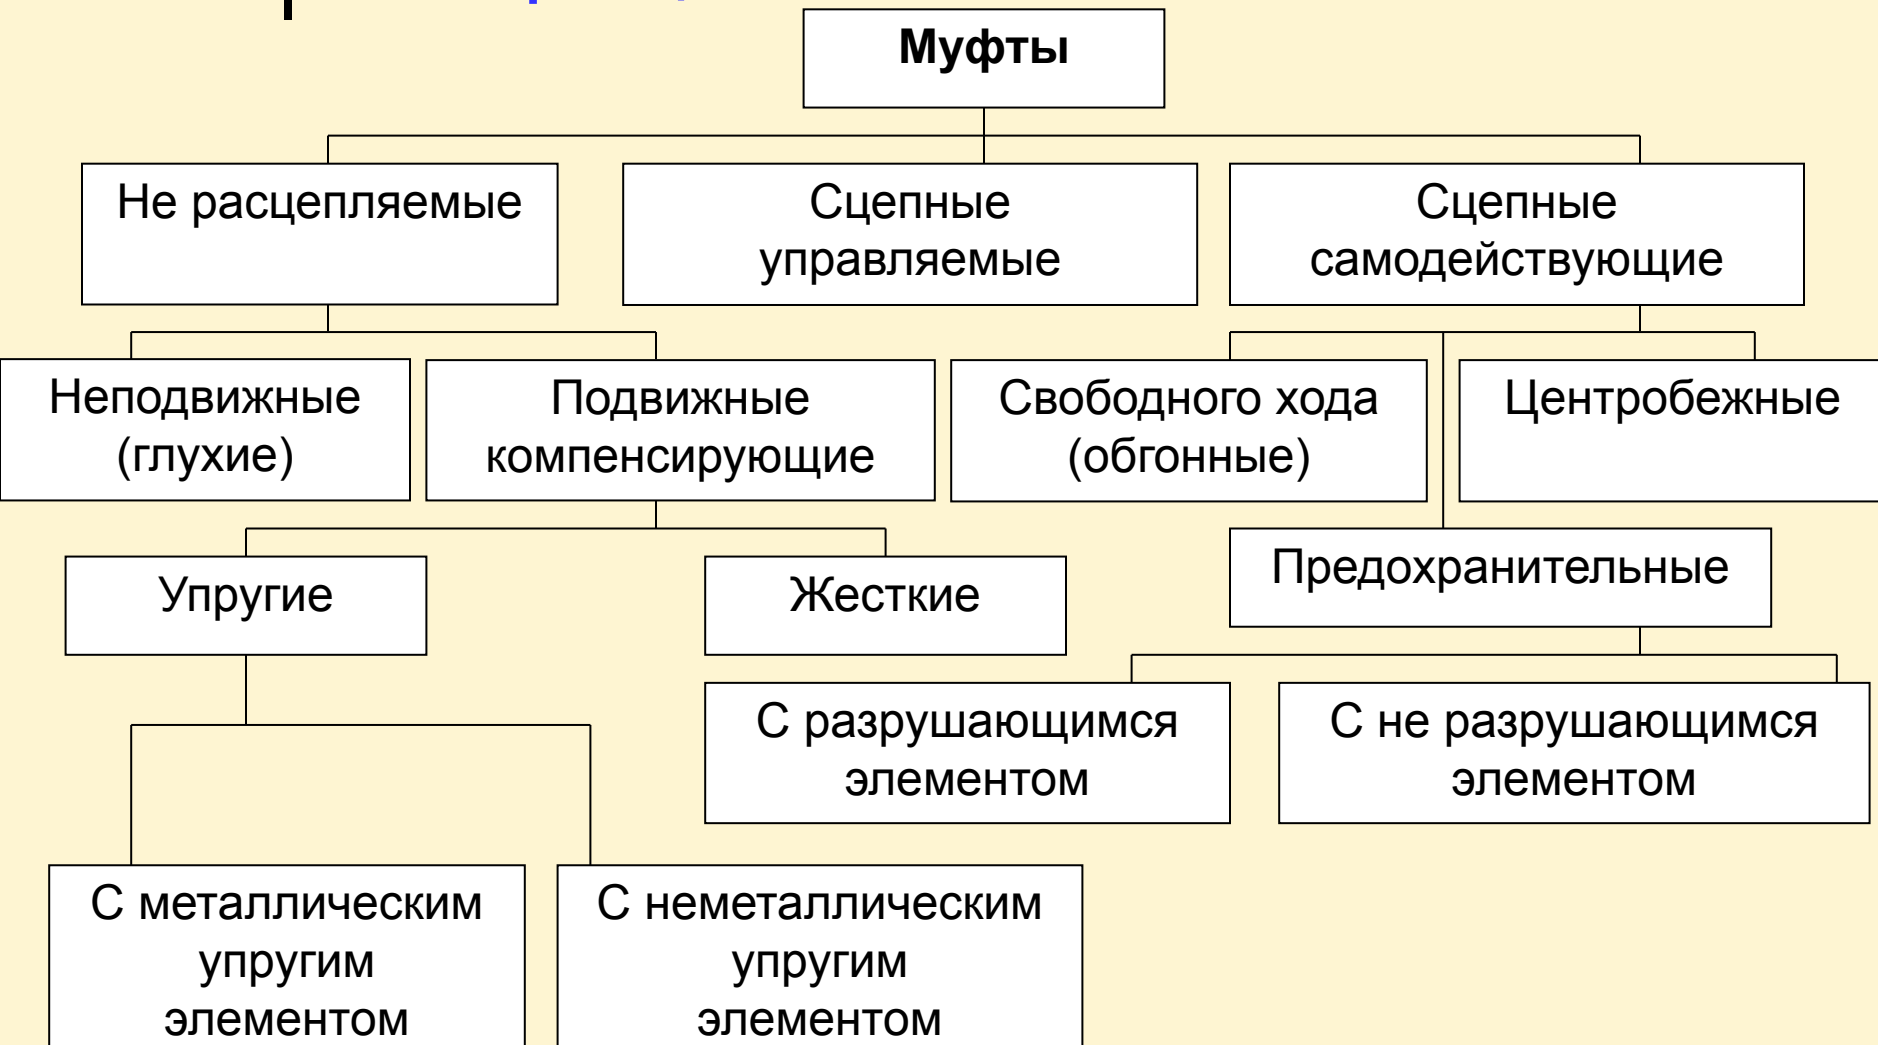 Муфты
Не расцепляемые
Сцепные
управляемые
Сцепные
самодействующие
Неподвижные
(глухие)
Подвижные
компенсирующие
Свободного хода
(обгонные)
Центробежные
Упругие
Жесткие
Предохранительные
С разрушающимся
элементом
С не разрушающимся
элементом
С металлическим
упругим
элементом
С неметаллическим
упругим
элементом